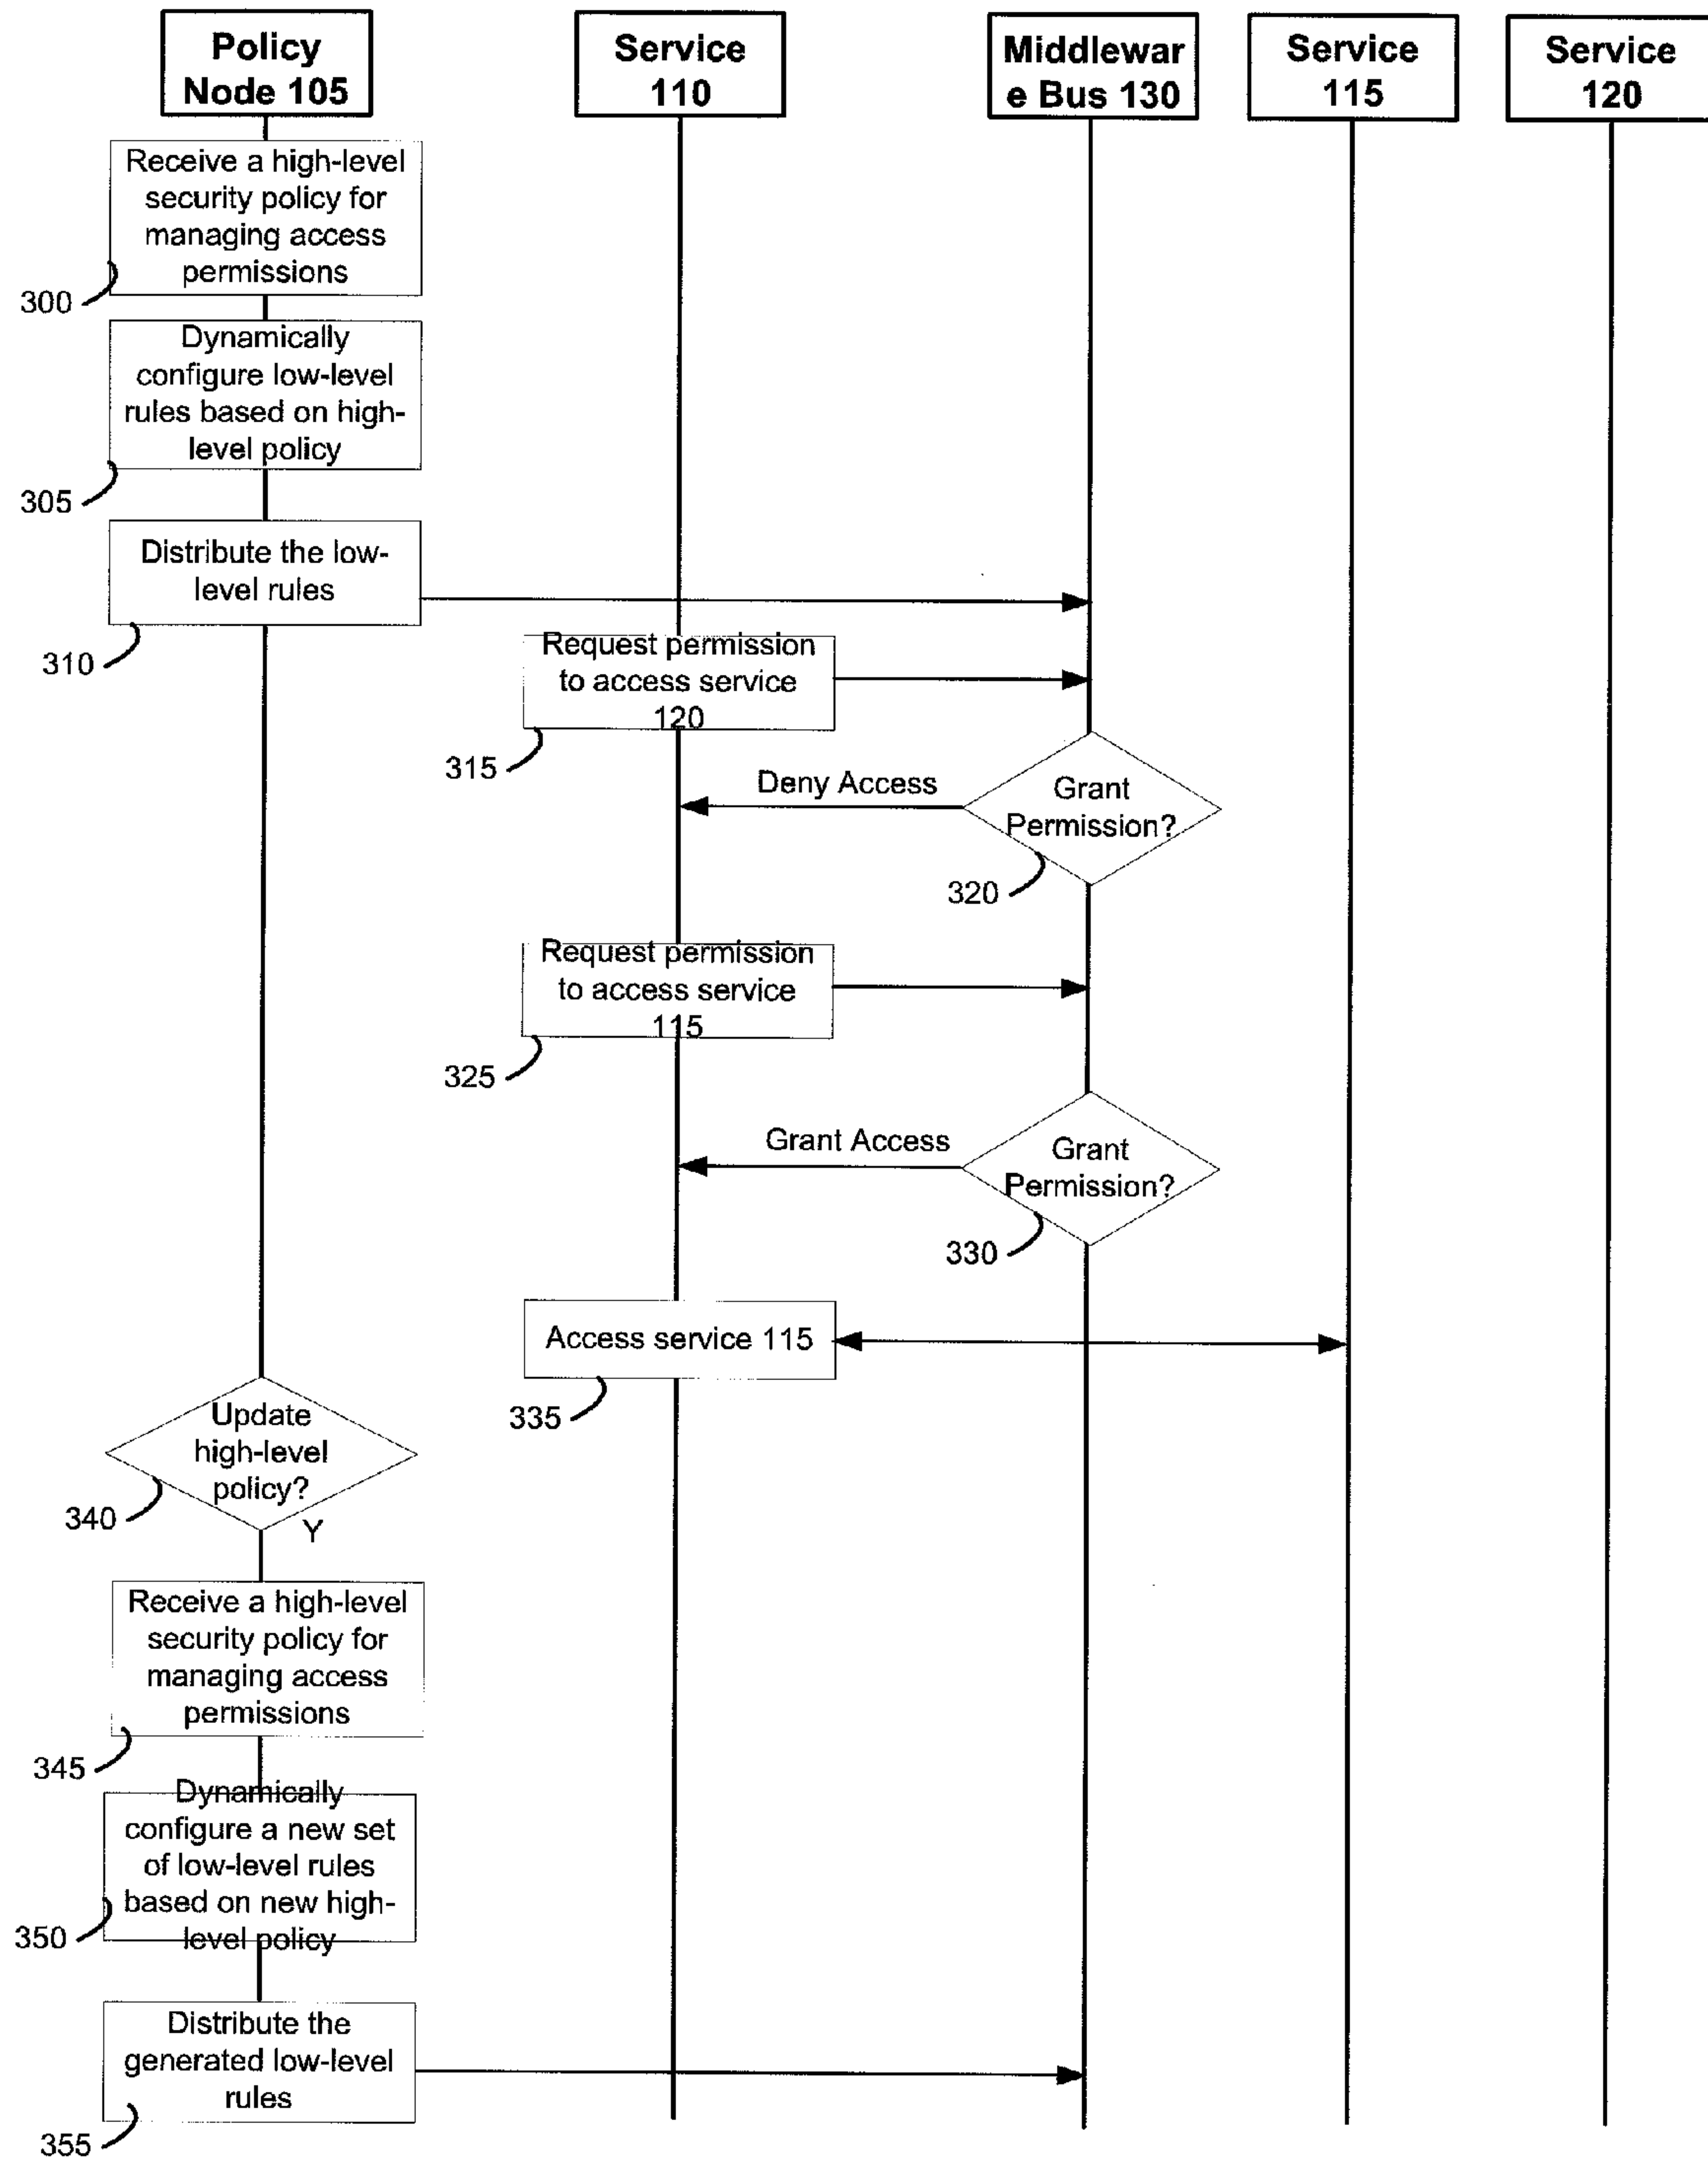 Policy
Node 105
Service
110
Middlewar
e Bus 130
Service
115
Service
120
Receive a high-level
security policy for
managing access
permissions
300
Dynamically
configure low-level
rules based on high-
level policy
305
Distribute the low-
level rules
310
Request permission
to access service
120
315
Deny Access
Grant
Permission?
320
Request permission
to access service
115
325
Grant Access
Grant
Permission?
330
Access service 115
335
Update
high-level
policy?
340
Y
Receive a high-level
security policy for
managing access
permissions
345
Dynamically
configure a new set
of low-level rules
based on new high-
level policy
350
Distribute the
generated low-level
rules
355